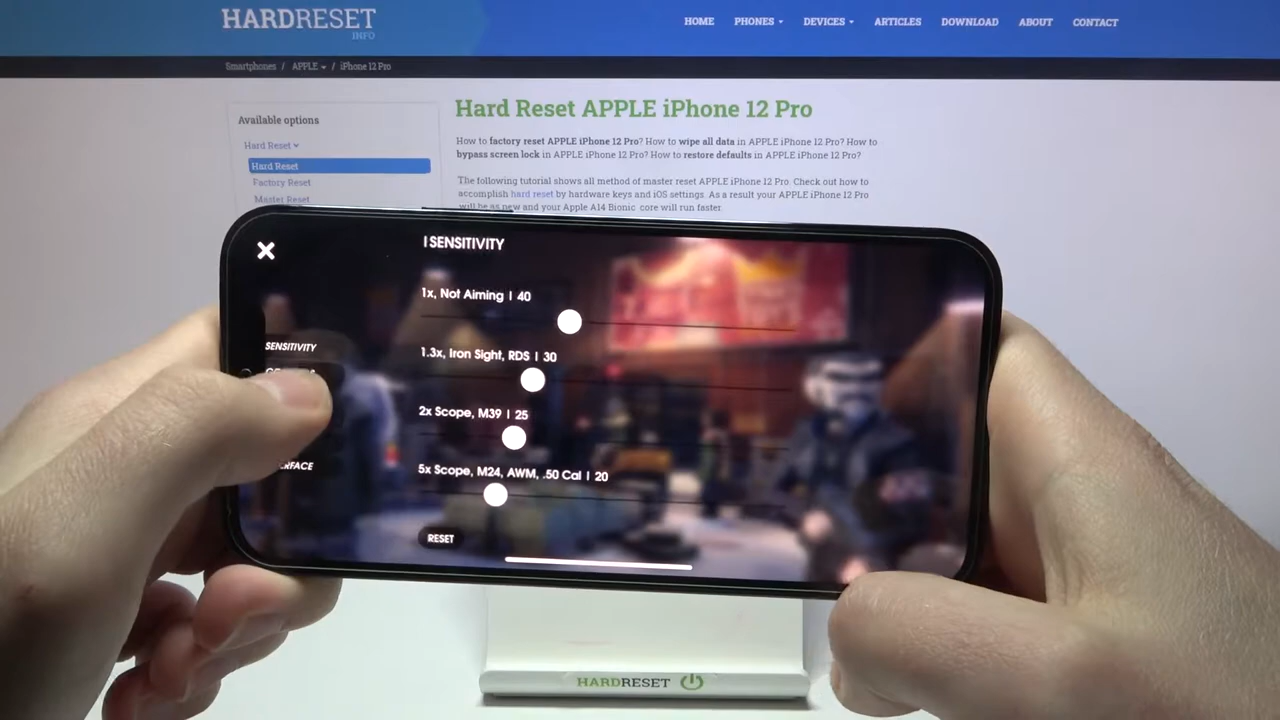 HARDRESET
INFO
HOME PHONES DEVICES ARTICLES DOWNLOAD ABOUT CONTACT
Smartphones / APPLE / iPhone 12 Pro
Available options
Hard Reset
Hard Reset
Factory Reset
Master Reset
Hard Reset APPLE iPhone 12 Pro
How to factory reset APPLE iPhone 12 Pro? How to wipe all data in APPLE iPhone 12 Pro? How to
bypass screen lock in APPLE iPhone 12 Pro? How to restore defaults in APPLE iPhone 12 Pro?
The following tutorial shows all method of master reset APPLE iPhone 12 Pro. Check out how to
accomplish hard reset by hardware keys and iOS settings. As a result your APPLE iPhone 12 Pro
will be as new and your Apple A14 Bionic core will run faster.
SENSITIVITY
RFACE
| SENSITIVITY
1x, Not Aiming | 40
1.3x, Iron Sight, RDS | 30
2x Scope, M39 | 25
5x Scope, M24, AWM, .50 Cal | 20
RESET
HARDRESET